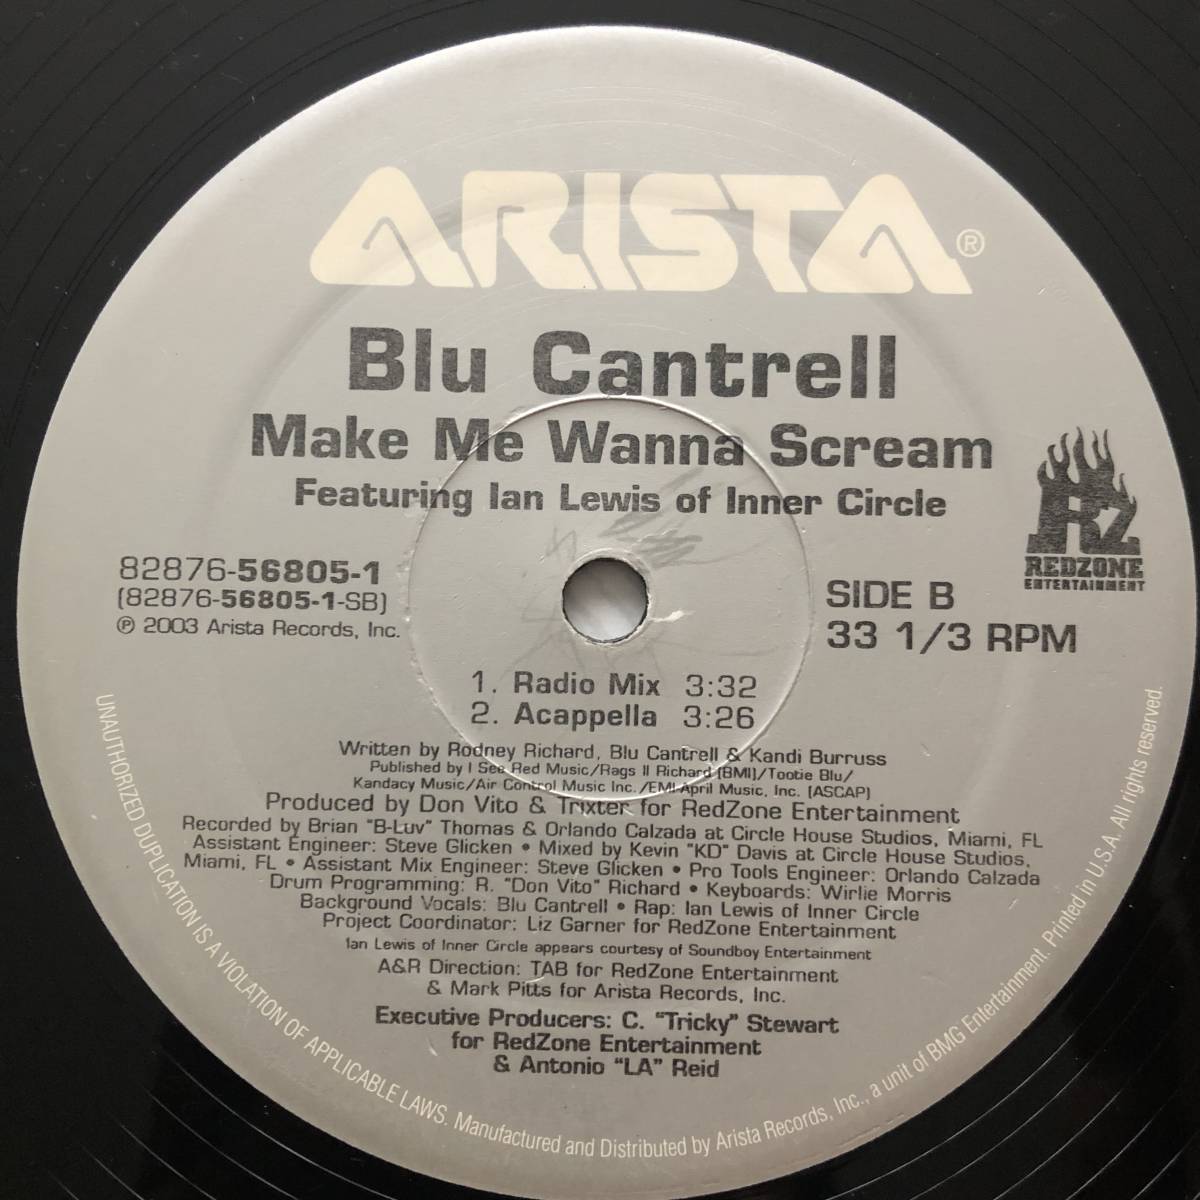 ARISTA®
Blu Cantrell
Make Me Wanna Scream
Featuring Ian Lewis of Inner Circle
RZ
REDZONE
ENTERTAINMENT
82876-56805-1
(82876-56805-1-SB)
℗ 2003 Arista Records, Inc.
SIDE B
33 1/3 RPM
1. Radio Mix 3:32
2. Acappella 3:26
Written by Rodney Richard, Blu Cantrell & Kandi Burruss
Published by I See Red Music/Rags II Richard (BMI)/Tootie Blu/
Kandacy Music/Air Control Music Inc./EMI April Music, Inc. (ASCAP)
Produced by Don Vito & Trixter for RedZone Entertainment
Recorded by Brian "B-Luv" Thomas & Orlando Calzada at Circle House Studios, Miami, FL
Assistant Engineer: Steve Glicken • Mixed by Kevin "KD" Davis at Circle House Studios,
Miami, FL • Assistant Mix Engineer: Steve Glicken • Pro Tools Engineer: Orlando Calzada
Drum Programming: R. "Don Vito" Richard • Keyboards: Wirlie Morris
Background Vocals: Blu Cantrell • Rap: Ian Lewis of Inner Circle
Project Coordinator: Liz Garner for RedZone Entertainment
Ian Lewis of Inner Circle appears courtesy of Soundboy Entertainment
A&R Direction: TAB for RedZone Entertainment
& Mark Pitts for Arista Records, Inc.
Executive Producers: C. "Tricky" Stewart
for RedZone Entertainment
& Antonio "LA" Reid
UNAUTHORIZED DUPLICATION IS A VIOLATION OF APPLICABLE LAWS. Manufactured and Distributed by Arista Records, Inc., a unit of BMG Entertainment. Printed in U.S.A. All rights reserved.